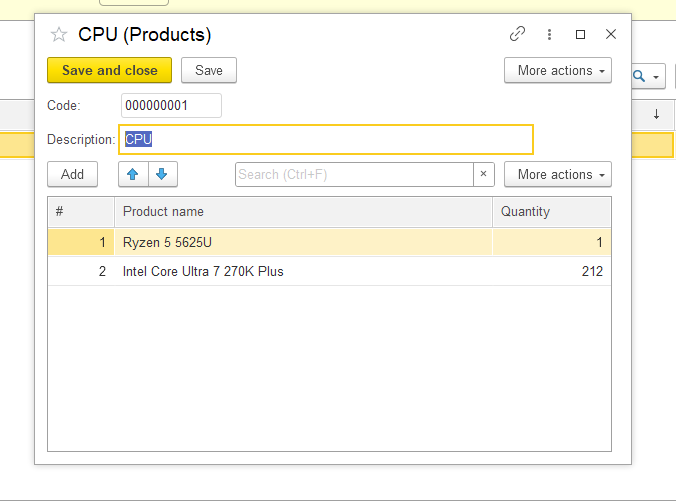 CPU (Products)
Save and close Save More actions
Code: 000000001
Description: CPU
Add Search (Ctrl+F) × More actions
# Product name Quantity
1 Ryzen 5 5625U 1
2 Intel Core Ultra 7 270K Plus 212